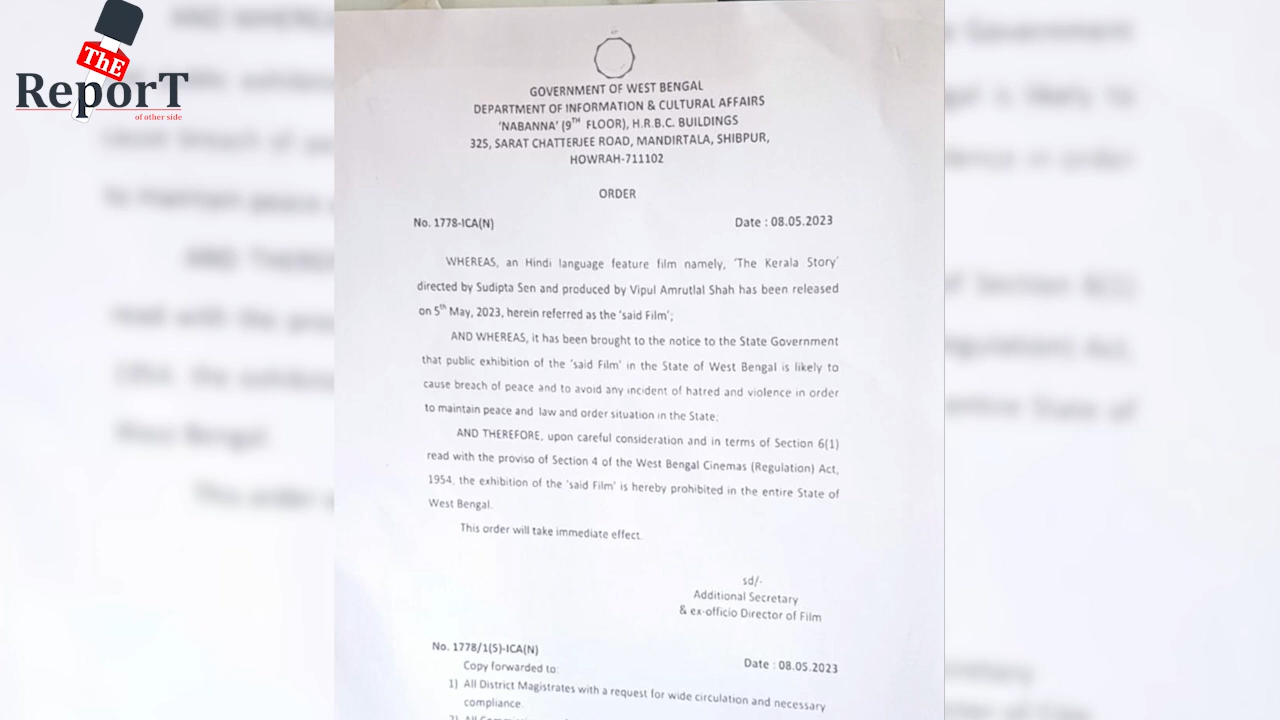 ThE
ReporT
of other side
GOVERNMENT OF WEST BENGAL
DEPARTMENT OF INFORMATION & CULTURAL AFFAIRS
'NABANNA' (9TH FLOOR), H.R.B.C. BUILDINGS
325, SARAT CHATTERJEE ROAD, MANDIRTALA, SHIBPUR,
HOWRAH-711102
ORDER
No. 1778-ICA(N) Date : 08.05.2023
WHEREAS, an Hindi language feature film namely, 'The Kerala Story'
directed by Sudipta Sen and produced by Vipul Amrutlal Shah has been released
on 5th May, 2023, herein referred as the 'said Film';
AND WHEREAS, it has been brought to the notice to the State Government
that public exhibition of the 'said Film' in the State of West Bengal is likely to
cause breach of peace and to avoid any incident of hatred and violence in order
to maintain peace and law and order situation in the State;
AND THEREFORE, upon careful consideration and in terms of Section 6(1)
read with the proviso of Section 4 of the West Bengal Cinemas (Regulation) Act,
1954, the exhibition of the 'said Film' is hereby prohibited in the entire State of
West Bengal.
This order will take immediate effect.
sd/-
Additional Secretary
& ex-officio Director of Film
No. 1778/1(5)-ICA(N) Date : 08.05.2023
Copy forwarded to:
1) All District Magistrates with a request for wide circulation and necessary
compliance.
2) All